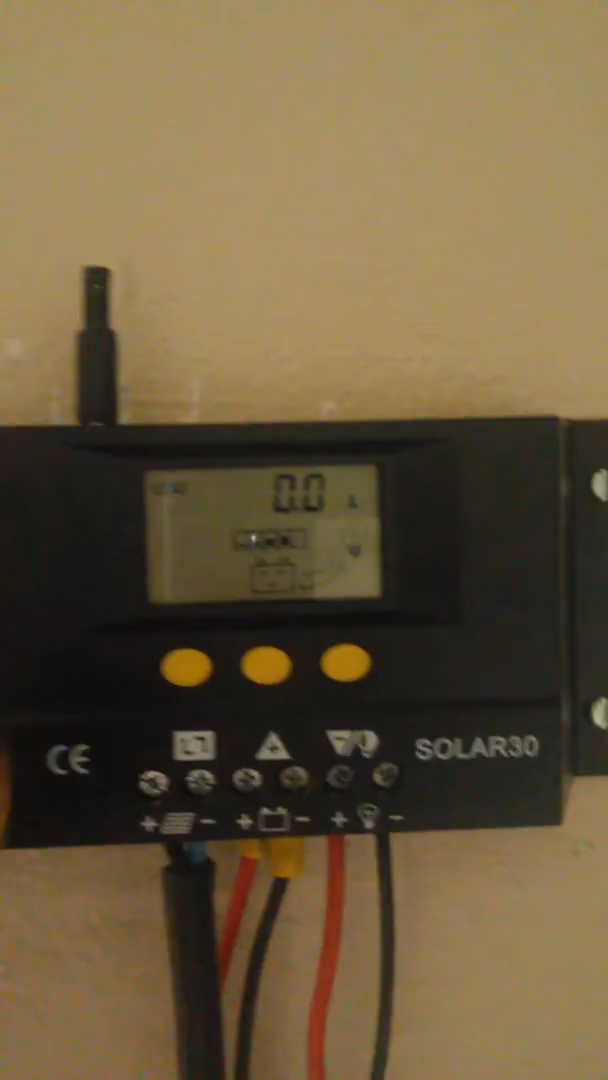 0.0
CE
SOLAR30
+ - + - + -